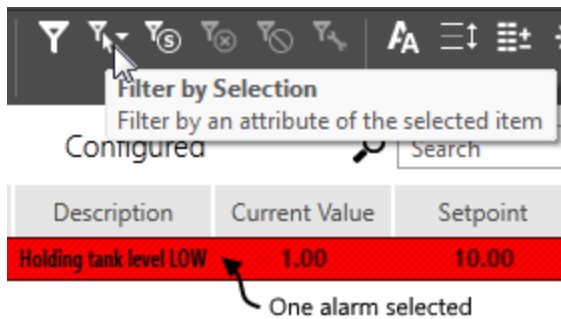 Filter by Selection
Filter by an attribute of the selected item
Configured
Search
Description Current Value Setpoint
Holding tank level LOW 1.00 10.00
One alarm selected